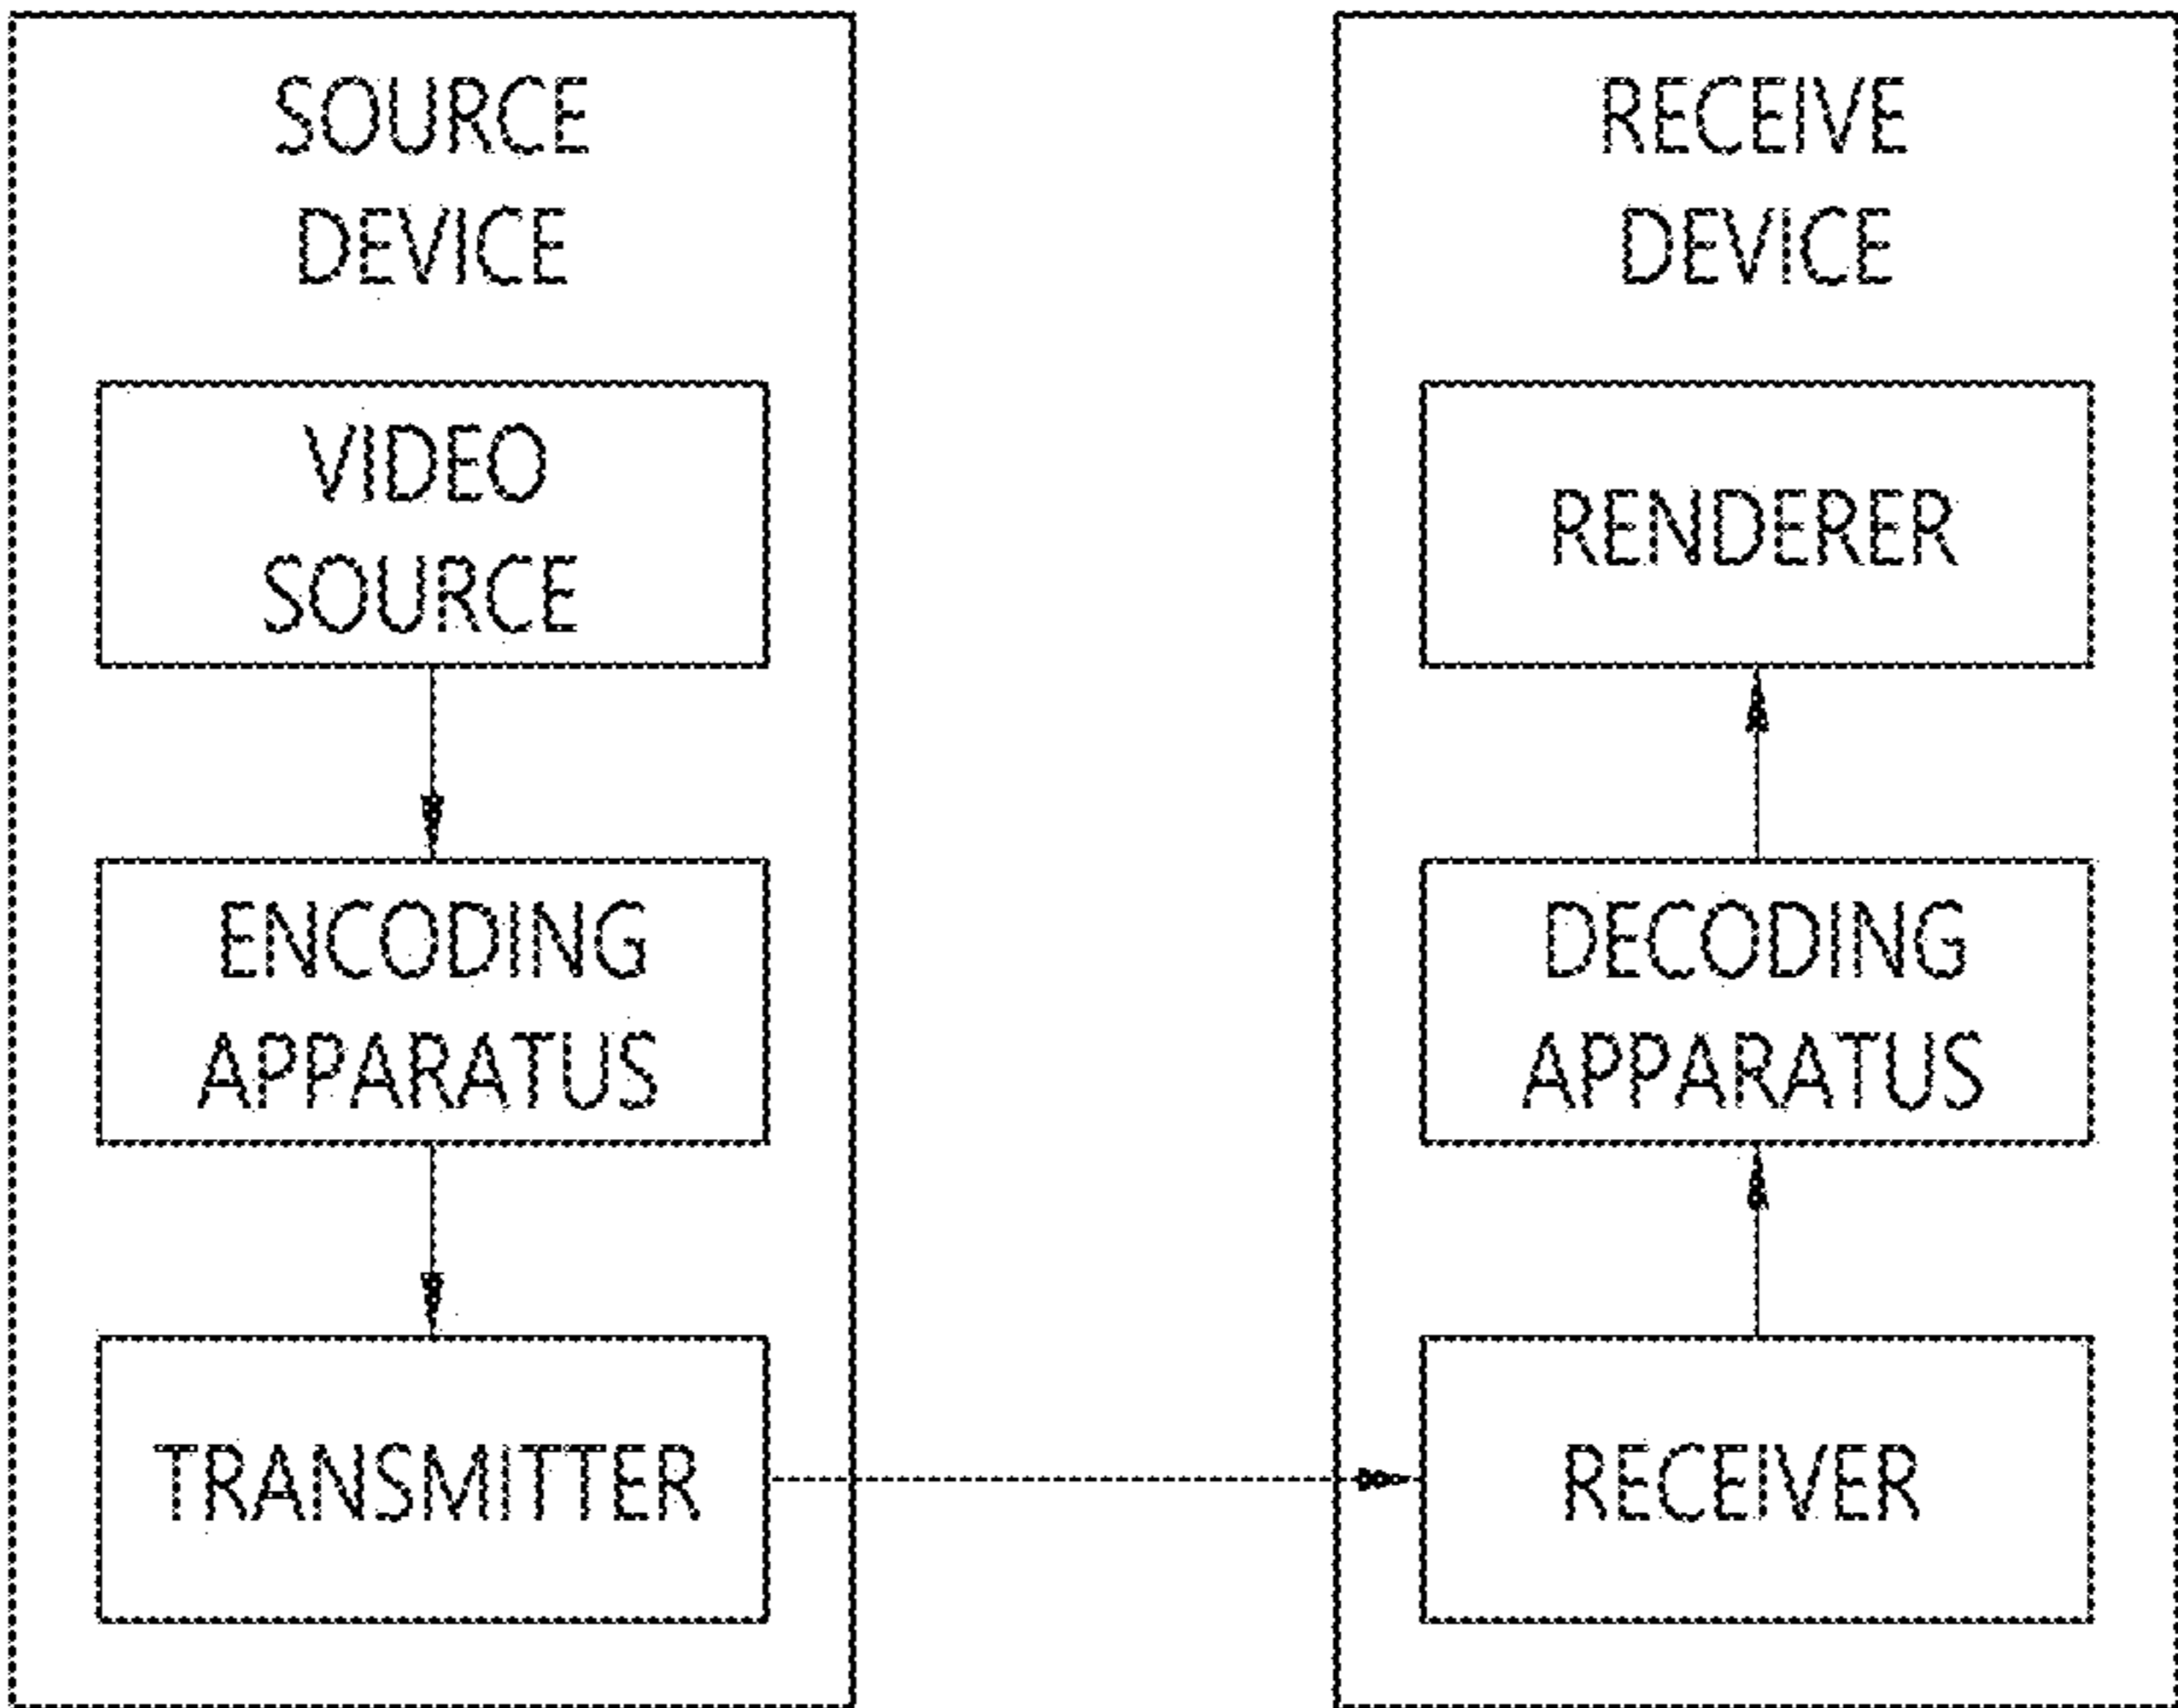 SOURCE
DEVICE
VIDEO
SOURCE
ENCODING
APPARATUS
TRANSMITTER
RECEIVE
DEVICE
RENDERER
DECODING
APPARATUS
RECEIVER